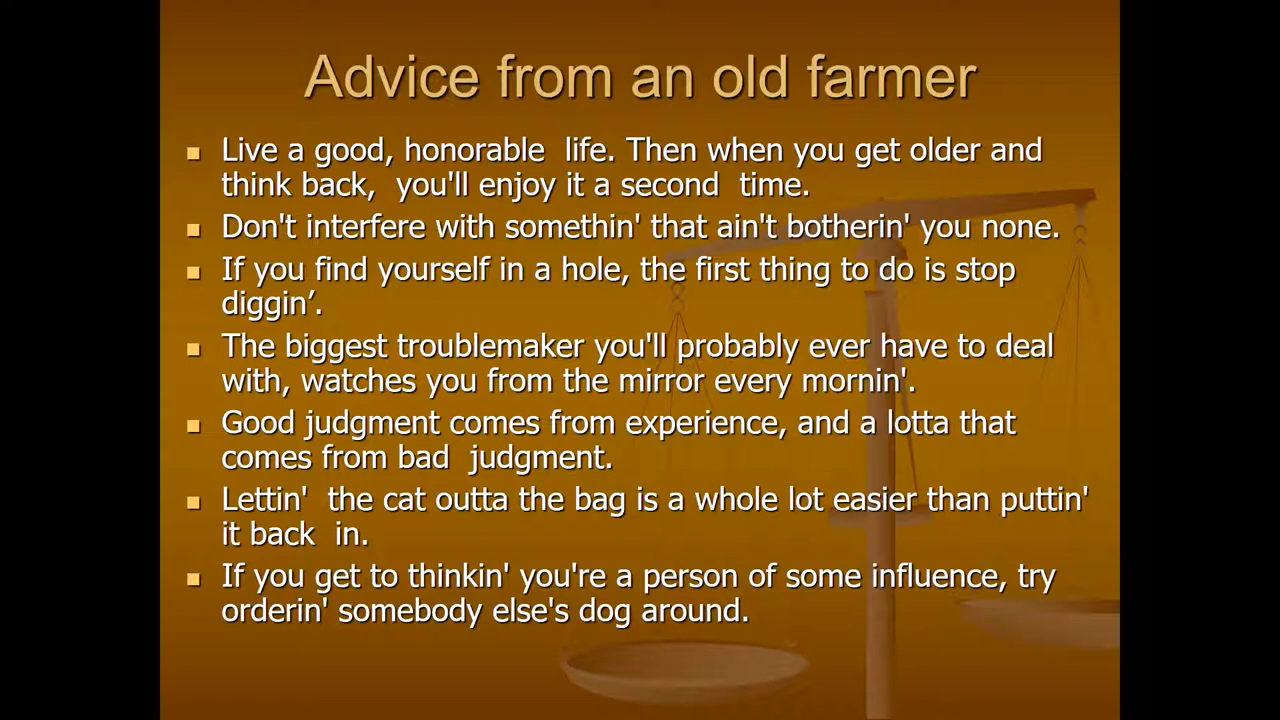 Advice from an old farmer
Live a good, honorable  life. Then when you get older and
think back,  you'll enjoy it a second  time.
Don't interfere with somethin' that ain't botherin' you none.
If you find yourself in a hole, the first thing to do is stop
diggin’.
The biggest troublemaker you'll probably ever have to deal
with, watches you from the mirror every mornin'.
Good judgment comes from experience, and a lotta that
comes from bad  judgment.
Lettin'  the cat outta the bag is a whole lot easier than puttin'
it back  in.
If you get to thinkin' you're a person of some influence, try
orderin' somebody else's dog around.